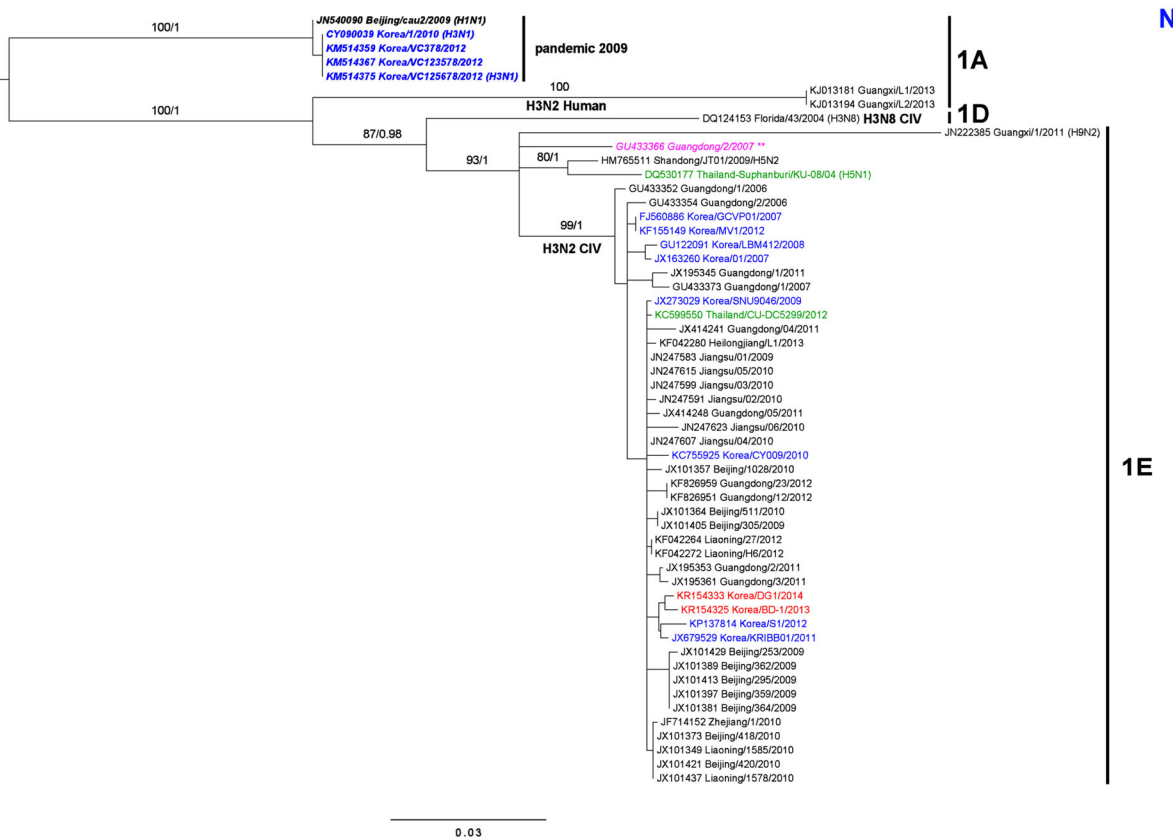 N
100/1
JN540090 Beijing/cau2/2009 (H1N1)
CY090039 Korea/1/2010 (H3N1)
KM514359 Korea/VC378/2012
KM514367 Korea/VC123578/2012
KM514375 Korea/VC125678/2012 (H3N1)
pandemic 2009
1A
100
KJ013181 Guangxi/L1/2013
KJ013194 Guangxi/L2/2013
H3N2 Human
100/1
DQ124153 Florida/43/2004 (H3N8) H3N8 CIV
1D
87/0.98
JN222385 Guangxi/1/2011 (H9N2)
GU433366 Guangdong/2/2007 **
93/1
80/1
HM765511 Shandong/JT01/2009/H5N2
DQ530177 Thailand-Suphanburi/KU-08/04 (H5N1)
GU433352 Guangdong/1/2006
GU433354 Guangdong/2/2006
FJ560886 Korea/GCVP01/2007
99/1
KF155149 Korea/MV1/2012
H3N2 CIV
GU122091 Korea/LBM412/2008
JX163260 Korea/01/2007
JX195345 Guangdong/1/2011
GU433373 Guangdong/1/2007
JX273029 Korea/SNU9046/2009
KC599550 Thailand/CU-DC5299/2012
JX414241 Guangdong/04/2011
KF042280 Heilongjiang/L1/2013
JN247583 Jiangsu/01/2009
JN247615 Jiangsu/05/2010
JN247599 Jiangsu/03/2010
JN247591 Jiangsu/02/2010
JX414248 Guangdong/05/2011
JN247623 Jiangsu/06/2010
JN247607 Jiangsu/04/2010
KC755925 Korea/CY009/2010
JX101357 Beijing/1028/2010
1E
KF826959 Guangdong/23/2012
KF826951 Guangdong/12/2012
JX101364 Beijing/511/2010
JX101405 Beijing/305/2009
KF042264 Liaoning/27/2012
KF042272 Liaoning/H6/2012
JX195353 Guangdong/2/2011
JX195361 Guangdong/3/2011
KR154333 Korea/DG1/2014
KR154325 Korea/BD-1/2013
KP137814 Korea/S1/2012
JX679529 Korea/KRIBB01/2011
JX101429 Beijing/253/2009
JX101389 Beijing/362/2009
JX101413 Beijing/295/2009
JX101397 Beijing/359/2009
JX101381 Beijing/364/2009
JF714152 Zhejiang/1/2010
JX101373 Beijing/418/2010
JX101349 Liaoning/1585/2010
JX101421 Beijing/420/2010
JX101437 Liaoning/1578/2010
0.03